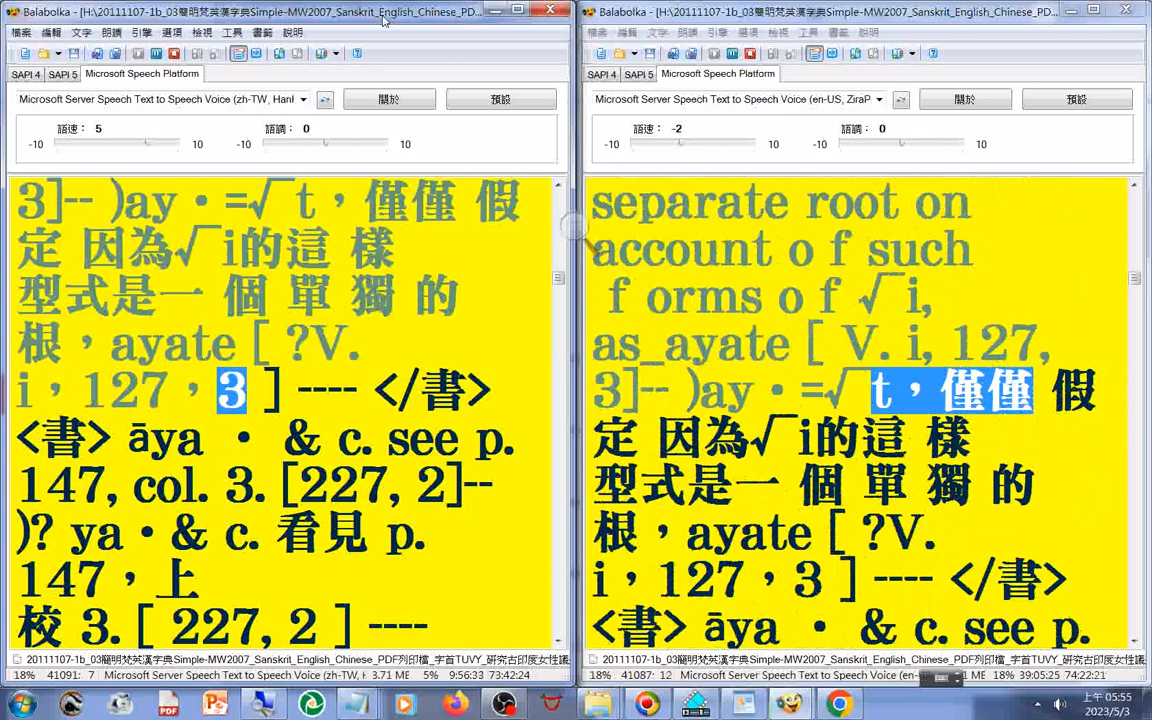 Balabolka - [H:\20111107-1b_03簡明梵英漢字典Simple-MW2007_Sanskrit_English_Chinese_PD...
檔案 編輯 文字 朗讀 引擎 選項 檢視 工具 書籤 說明
SAPI 4 SAPI 5 Microsoft Speech Platform
Microsoft Server Speech Text to Speech Voice (zh-TW, Hanl
關於 預設
語速： 5 語調： 0
-10 10 -10 10
3]-- )ay・=√ t，僅僅 假
定 因為√ i的這 樣
型式是一 個 單 獨 的
根，ayate [ ?V.
i，127，3 ] ---- </書>
<書> āya ・ & c. see p.
147, col. 3. [227, 2]--
)? ya・& c. 看見 p.
147，上
校 3. [ 227, 2 ] ----
20111107-1b_03簡明梵英漢字典Simple-MW2007_Sanskrit_English_Chinese_PDF列印檔_字首TUVY_研究古印度女性議
18% 41091: 7 Microsoft Server Speech Text to Speech Voice (zh-TW, H 3.71 ME 5% 9:56:33 73:42:24
Balabolka - [H:\20111107-1b_03簡明梵英漢字典Simple-MW2007_Sanskrit_English_Chinese_PD...
檔案 編輯 文字 朗讀 引擎 選項 檢視 工具 書籤 說明
SAPI 4 SAPI 5 Microsoft Speech Platform
Microsoft Server Speech Text to Speech Voice (en-US, ZiraP
關於 預設
語速： -2 語調： 0
-10 10 -10 10
separate root on
account o f such
f orms o f √ i,
as_ayate [ V. i, 127,
3]-- )ay・=√ t，僅僅 假
定 因為√ i的這 樣
型式是一 個 單 獨 的
根，ayate [ ?V.
i，127，3 ] ---- </書>
<書> āya ・ & c. see p.
20111107-1b_03簡明梵英漢字典Simple-MW2007_Sanskrit_English_Chinese_PDF列印檔_字首TUVY_研究古印度女性議
18% 41087: 12 Microsoft Server Speech Text to Speech Voice (en- 18% 39:05:25 74:22:21
上午 05:55
2023/5/3